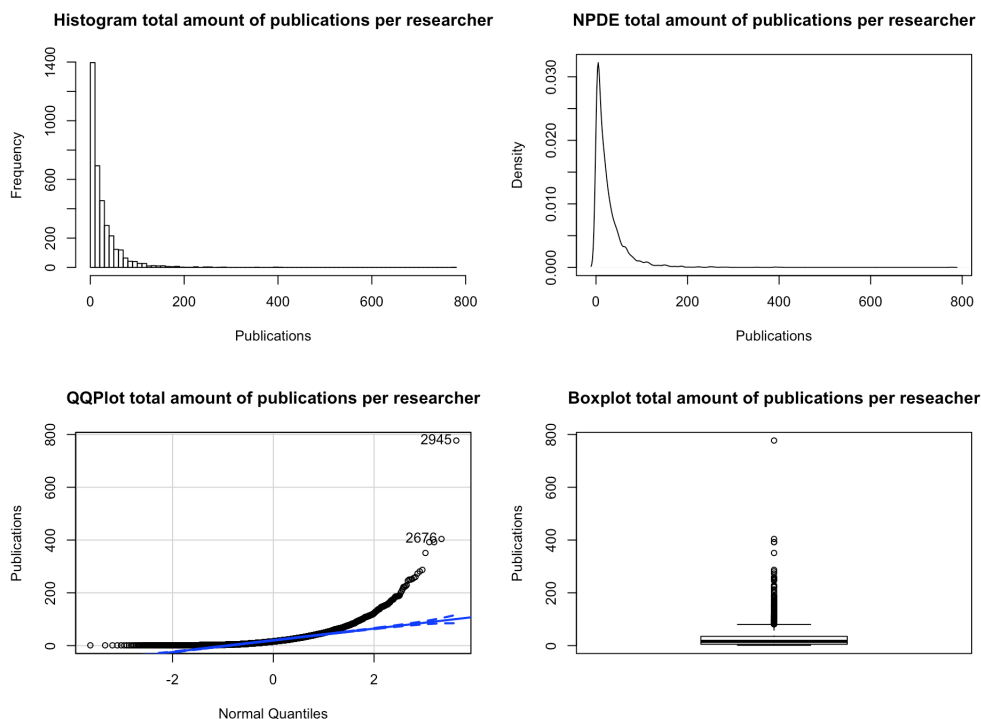 Histogram total amount of publications per researcher
Frequency
0
200
600
1000
1400
0 200 400 600 800
Publications
NPDE total amount of publications per researcher
Density
0.000
0.010
0.020
0.030
0 200 400 600 800
Publications
QQPlot total amount of publications per researcher
Publications
0
200
400
600
800
2945
2676
-2 0 2
Normal Quantiles
Boxplot total amount of publications per reseacher
Publications
0
200
400
600
800